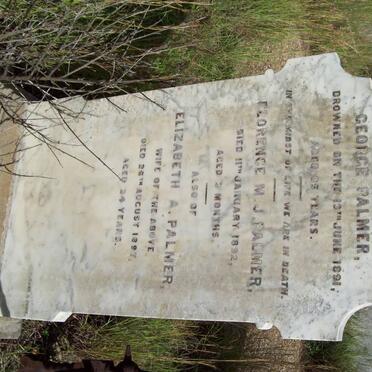 GEORGE PALMER,
DROWNED ON THE 13TH JUNE 1891,
YEARS.
IN THE MIDST OF LIFE WE ARE IN DEATH.
FLORENCE W. J. PALMER,
DIED 11TH JANUARY 1892,
AGED MONTHS.
ALSO OF
ELIZABETH A. PALMER,
WIFE OF THE ABOVE
DIED 28TH AUGUST 1897,
AGED 34 YEARS.